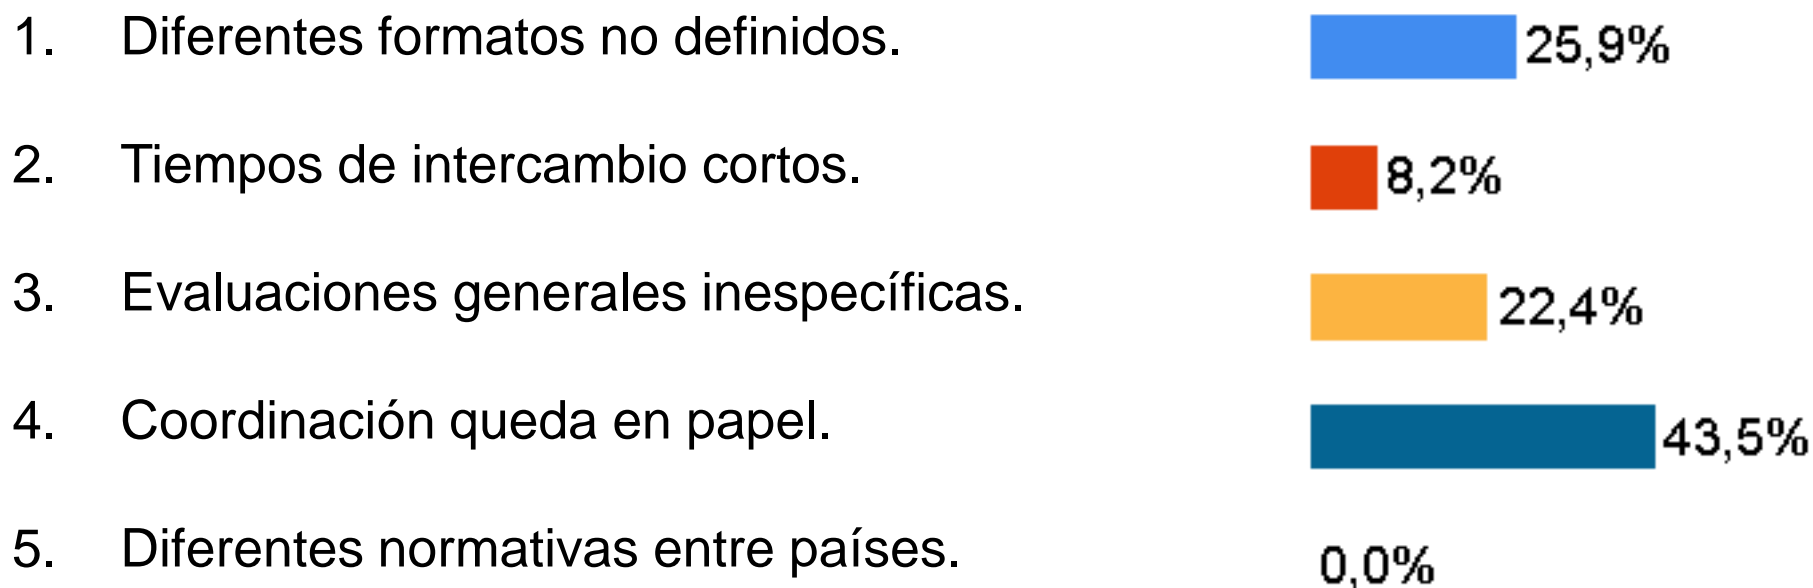 1. Diferentes formatos no definidos. 25,9%
2. Tiempos de intercambio cortos. 8,2%
3. Evaluaciones generales inespecíficas. 22,4%
4. Coordinación queda en papel. 43,5%
5. Diferentes normativas entre países. 0,0%